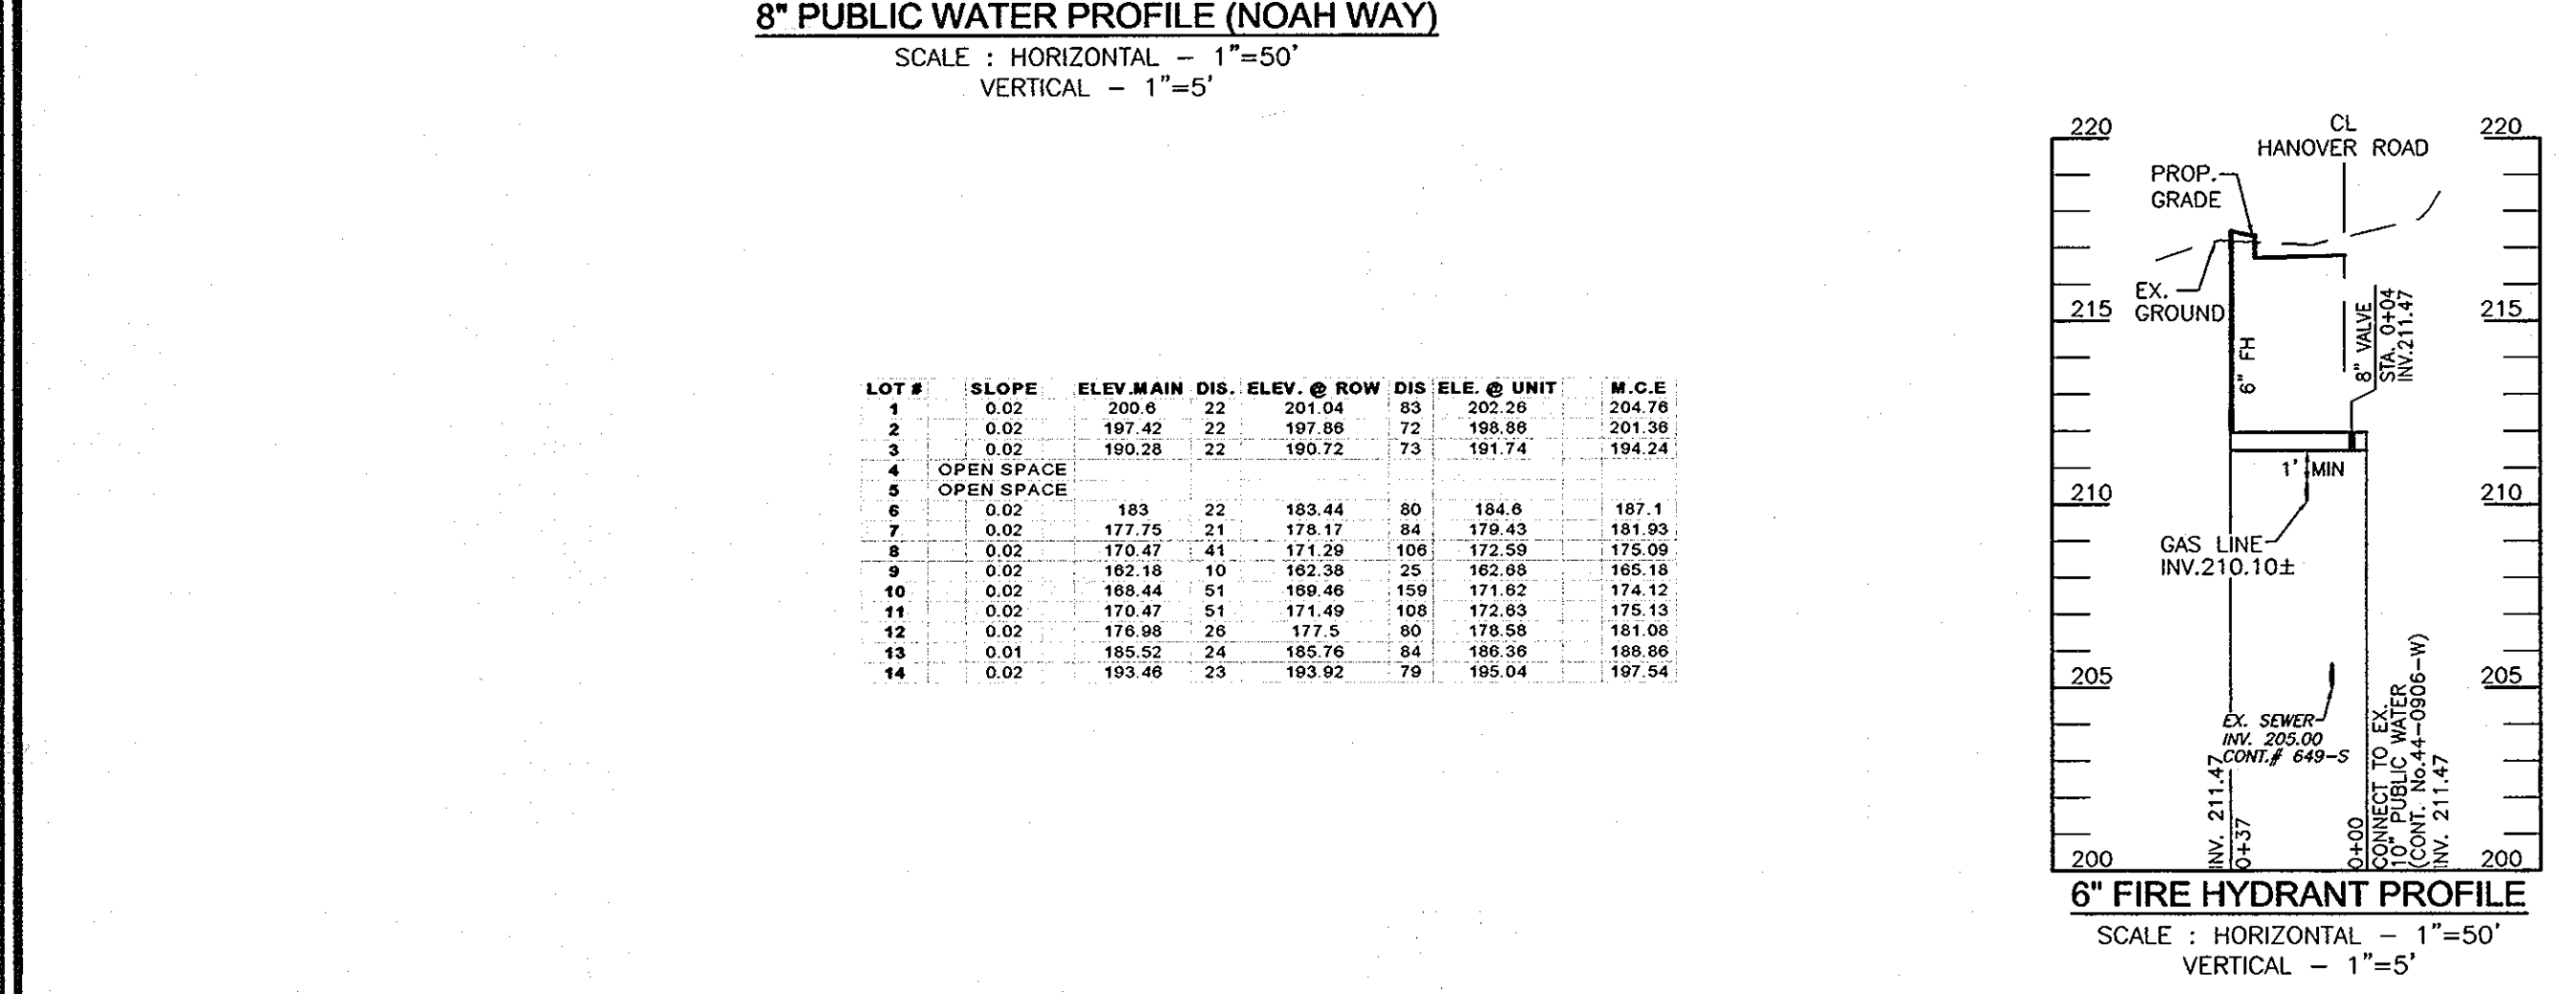 8" PUBLIC WATER PROFILE (NOAH WAY)
SCALE : HORIZONTAL – 1"=50'
VERTICAL – 1"=5'
LOT # SLOPE ELEV.MAIN DIS. ELEV. @ ROW DIS ELE. @ UNIT M.C.E
1 0.02 200.6 22 201.04 83 202.26 204.76
2 0.02 197.42 22 197.86 72 198.86 201.36
3 0.02 190.28 22 190.72 73 191.74 194.24
4 OPEN SPACE
5 OPEN SPACE
6 0.02 183 22 183.44 80 184.6 187.1
7 0.02 177.75 21 178.17 84 179.43 181.93
8 0.02 170.47 41 171.29 106 172.59 175.09
9 0.02 162.18 10 162.38 25 162.68 165.18
10 0.02 168.44 51 169.46 159 171.62 174.12
11 0.02 170.47 51 171.49 108 172.63 175.13
12 0.02 176.98 26 177.5 80 178.58 181.08
13 0.01 185.52 24 185.76 84 186.36 188.86
14 0.02 193.46 23 193.92 79 195.04 197.54
220
CL
HANOVER ROAD
220
PROP.
GRADE
EX.
GROUND
215
215
6" FH
8" VALVE
STA. 0+04
INV.211.47
1' MIN
210
210
GAS LINE
INV.210.10±
205
205
EX. SEWER
INV. 205.00
CONT.# 649-S
INV. 211.47
0+37
0+00
CONNECT TO EX.
10" PUBLIC WATER
(CONT. No.44-0906-W)
INV. 211.47
200
200
6" FIRE HYDRANT PROFILE
SCALE : HORIZONTAL – 1"=50'
VERTICAL – 1"=5'